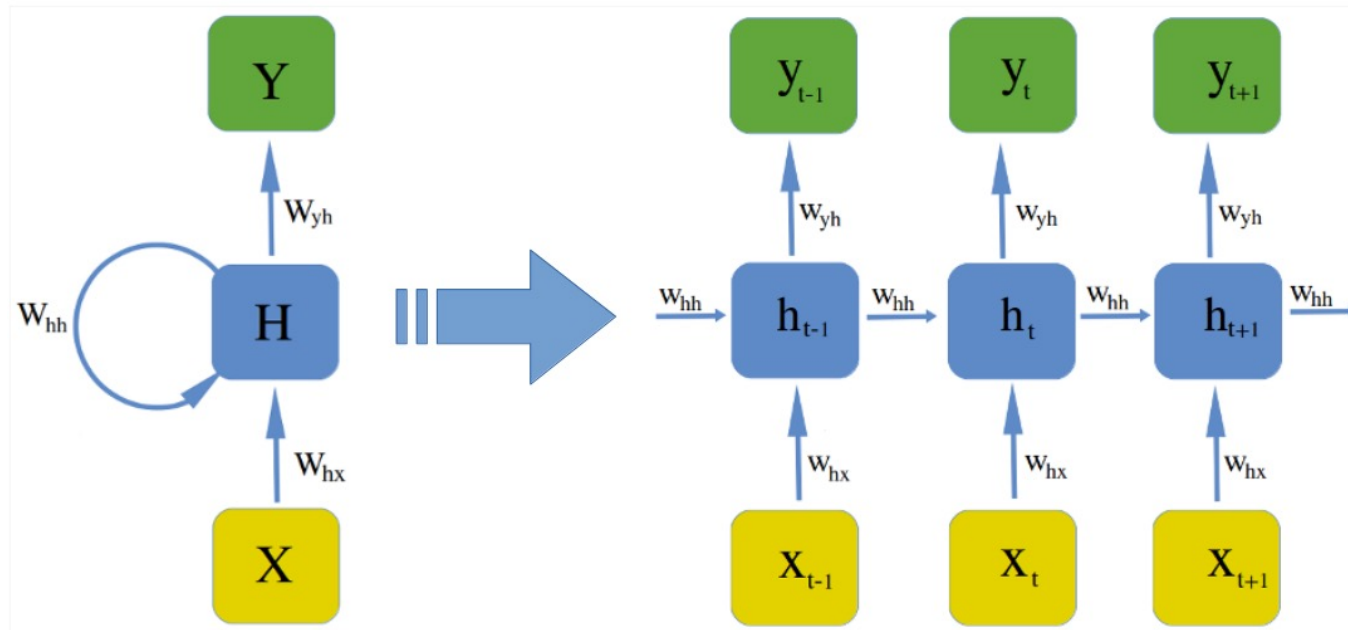 Y
W_yh
W_hh
H
W_hx
X
y_t-1 y_t y_t+1
w_yh w_yh w_yh
w_hh w_hh w_hh w_hh
h_t-1 h_t h_t+1
w_hx w_hx w_hx
x_t-1 x_t x_t+1